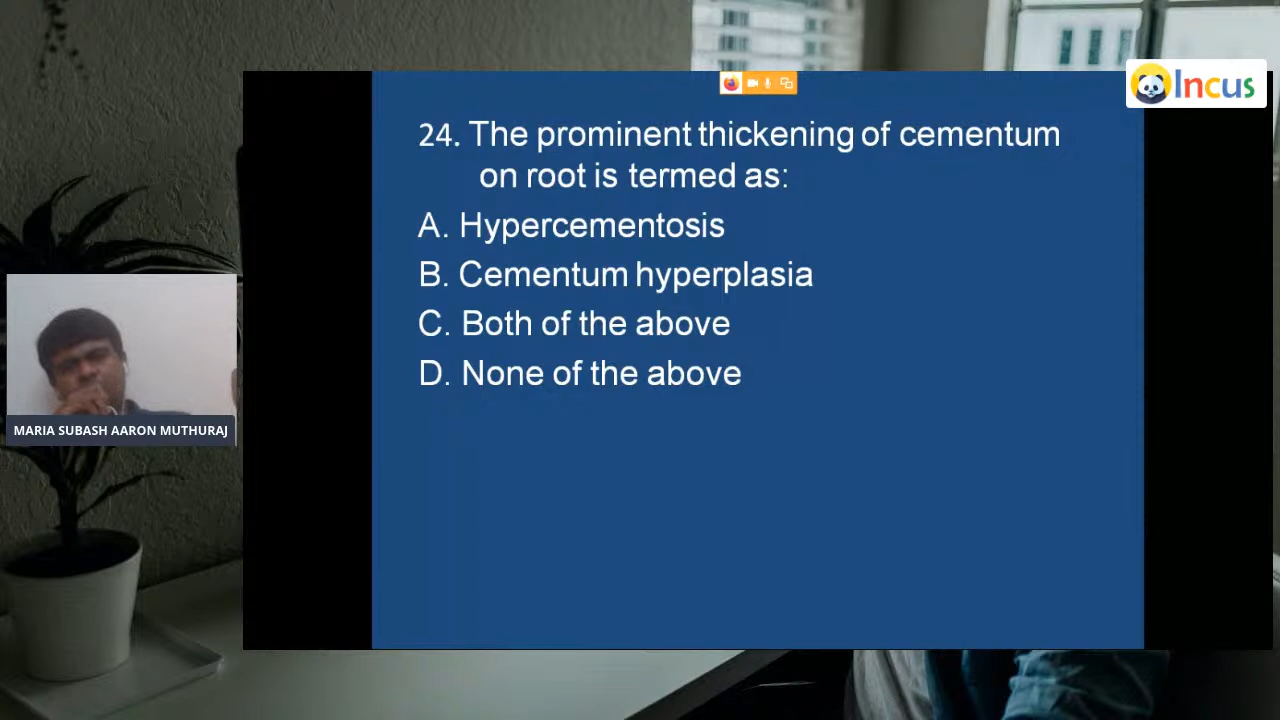 Incus
24. The prominent thickening of cementum
on root is termed as:
A. Hypercementosis
B. Cementum hyperplasia
C. Both of the above
D. None of the above
MARIA SUBASH AARON MUTHURAJ